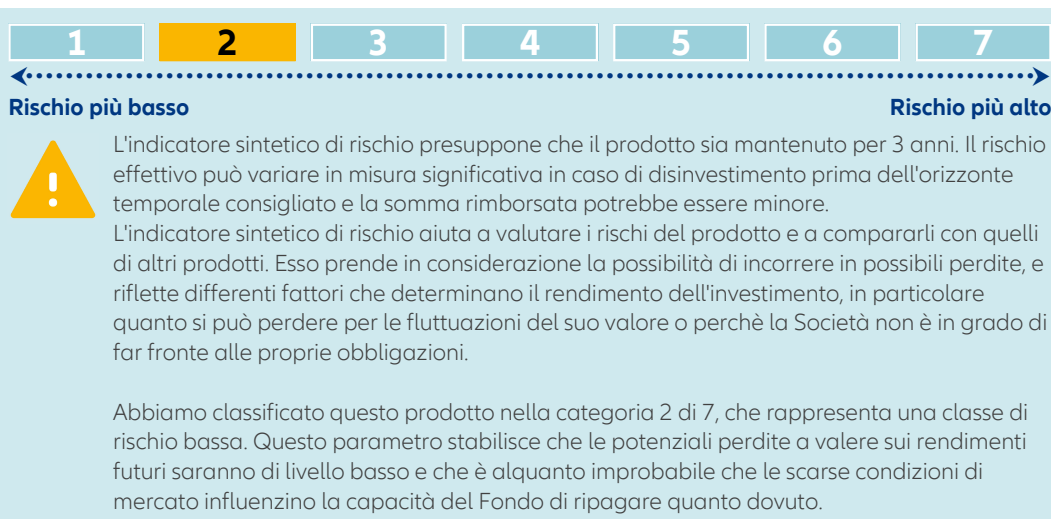 1 2 3 4 5 6 7
Rischio più basso Rischio più alto
L'indicatore sintetico di rischio presuppone che il prodotto sia mantenuto per 3 anni. Il rischio
effettivo può variare in misura significativa in caso di disinvestimento prima dell'orizzonte
temporale consigliato e la somma rimborsata potrebbe essere minore.
L'indicatore sintetico di rischio aiuta a valutare i rischi del prodotto e a compararli con quelli
di altri prodotti. Esso prende in considerazione la possibilità di incorrere in possibili perdite, e
riflette differenti fattori che determinano il rendimento dell'investimento, in particolare
quanto si può perdere per le fluttuazioni del suo valore o perchè la Società non è in grado di
far fronte alle proprie obbligazioni.
Abbiamo classificato questo prodotto nella categoria 2 di 7, che rappresenta una classe di
rischio bassa. Questo parametro stabilisce che le potenziali perdite a valere sui rendimenti
futuri saranno di livello basso e che è alquanto improbabile che le scarse condizioni di
mercato influenzino la capacità del Fondo di ripagare quanto dovuto.